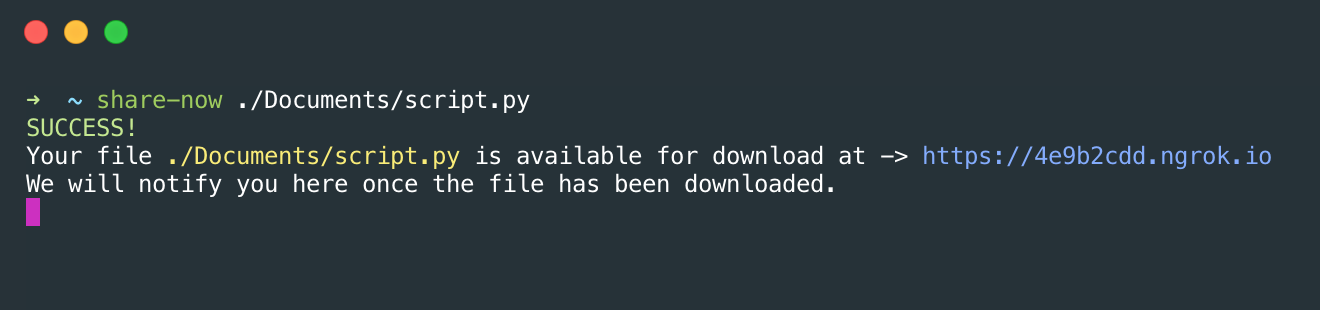 ➜ ~ share-now ./Documents/script.py
SUCCESS!
Your file ./Documents/script.py is available for download at -> https://4e9b2cdd.ngrok.io
We will notify you here once the file has been downloaded.